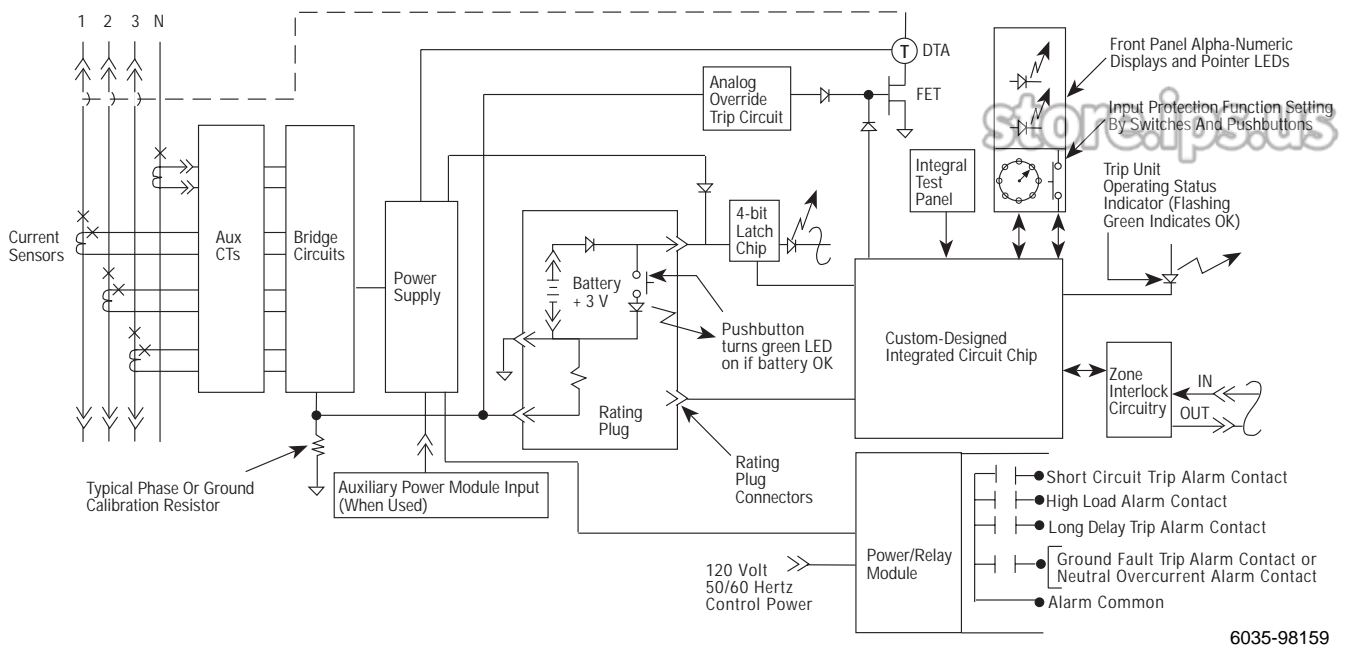 1 2 3 N
T DTA
FET
Analog
Override
Trip Circuit
Front Panel Alpha-Numeric
Displays and Pointer LEDs
Input Protection Function Setting
By Switches And Pushbuttons
store.ips.us
Integral
Test
Panel
Trip Unit
Operating Status
Indicator (Flashing
Green Indicates OK)
Current
Sensors
Aux
CTs
Bridge
Circuits
Power
Supply
4-bit
Latch
Chip
Battery
+ 3 V
Pushbutton
turns green LED
on if battery OK
Custom-Designed
Integrated Circuit Chip
Zone
Interlock
Circuitry
IN
OUT
Rating
Plug
Rating
Plug
Connectors
Typical Phase Or Ground
Calibration Resistor
Auxiliary Power Module Input
(When Used)
120 Volt
50/60 Hertz
Control Power
Power/Relay
Module
Short Circuit Trip Alarm Contact
High Load Alarm Contact
Long Delay Trip Alarm Contact
Ground Fault Trip Alarm Contact or
Neutral Overcurrent Alarm Contact
Alarm Common
6035-98159